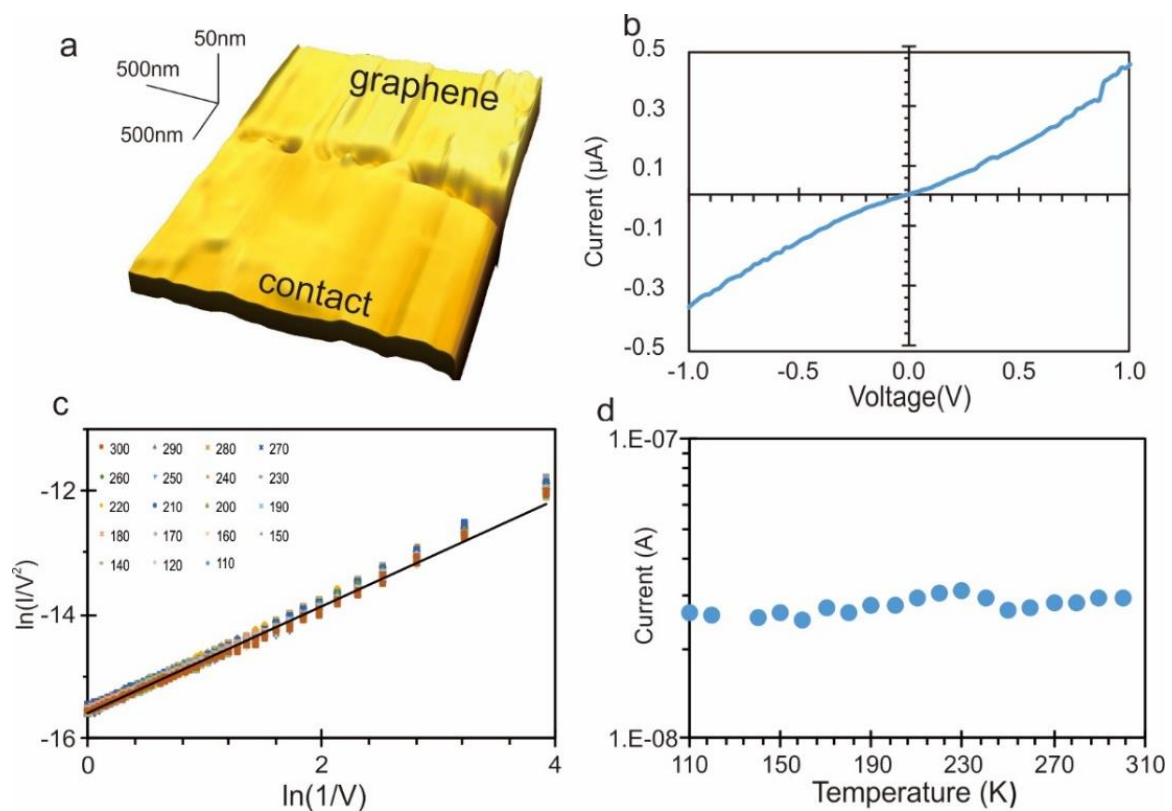 a
50nm
500nm
500nm
graphene
contact
b
0.5
0.3
0.1
-0.1
-0.3
-0.5
Current (µA)
-1.0 -0.5 0.0 0.5 1.0
Voltage(V)
c
300 290 280 270
260 250 240 230
220 210 200 190
180 170 160 150
140 120 110
-12
-14
-16
ln(I/V²)
0 2 4
ln(1/V)
d
1.E-07
1.E-08
Current (A)
110 150 190 230 270 310
Temperature (K)